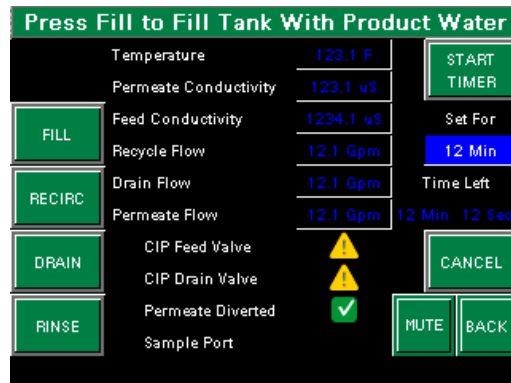 Press Fill to Fill Tank With Product Water
Temperature 123.1 F
START TIMER
Permeate Conductivity 123.1 uS
FILL
Feed Conductivity 1234.1 uS
Set For
Recycle Flow 12.1 Gpm
12 Min
RECIRC
Drain Flow 12.1 Gpm
Time Left
Permeate Flow 12.1 Gpm
12 Min 12 Sec
DRAIN
CIP Feed Valve
CANCEL
CIP Drain Valve
RINSE
Permeate Diverted
MUTE
BACK
Sample Port